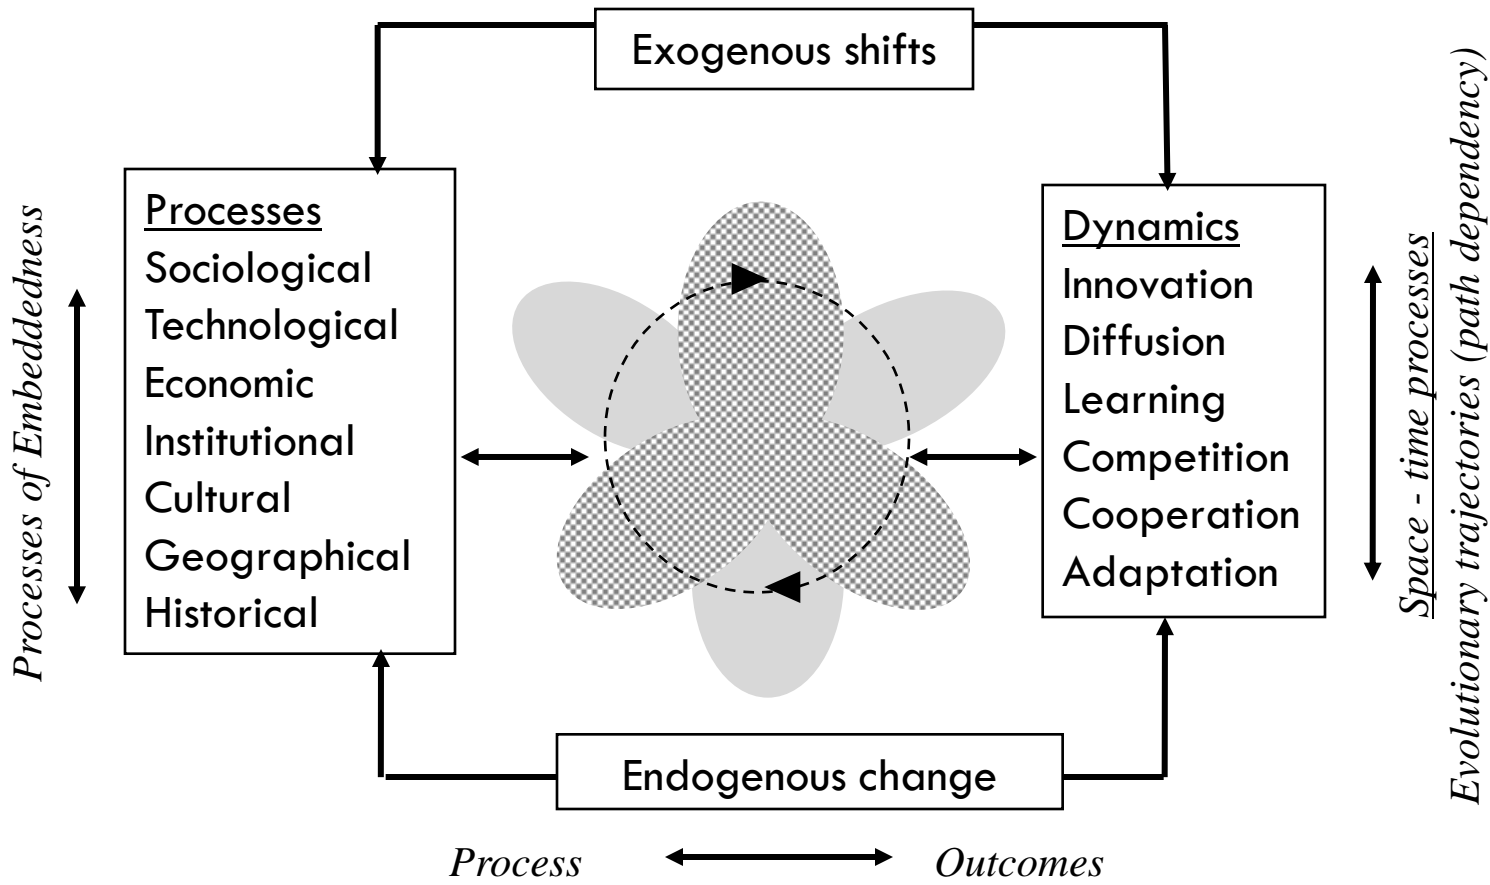 Exogenous shifts
Processes of Embeddedness
Processes
Sociological
Technological
Economic
Institutional
Cultural
Geographical
Historical
Dynamics
Innovation
Diffusion
Learning
Competition
Cooperation
Adaptation
Space - time processes
Evolutionary trajectories (path dependency)
Endogenous change
Process
Outcomes